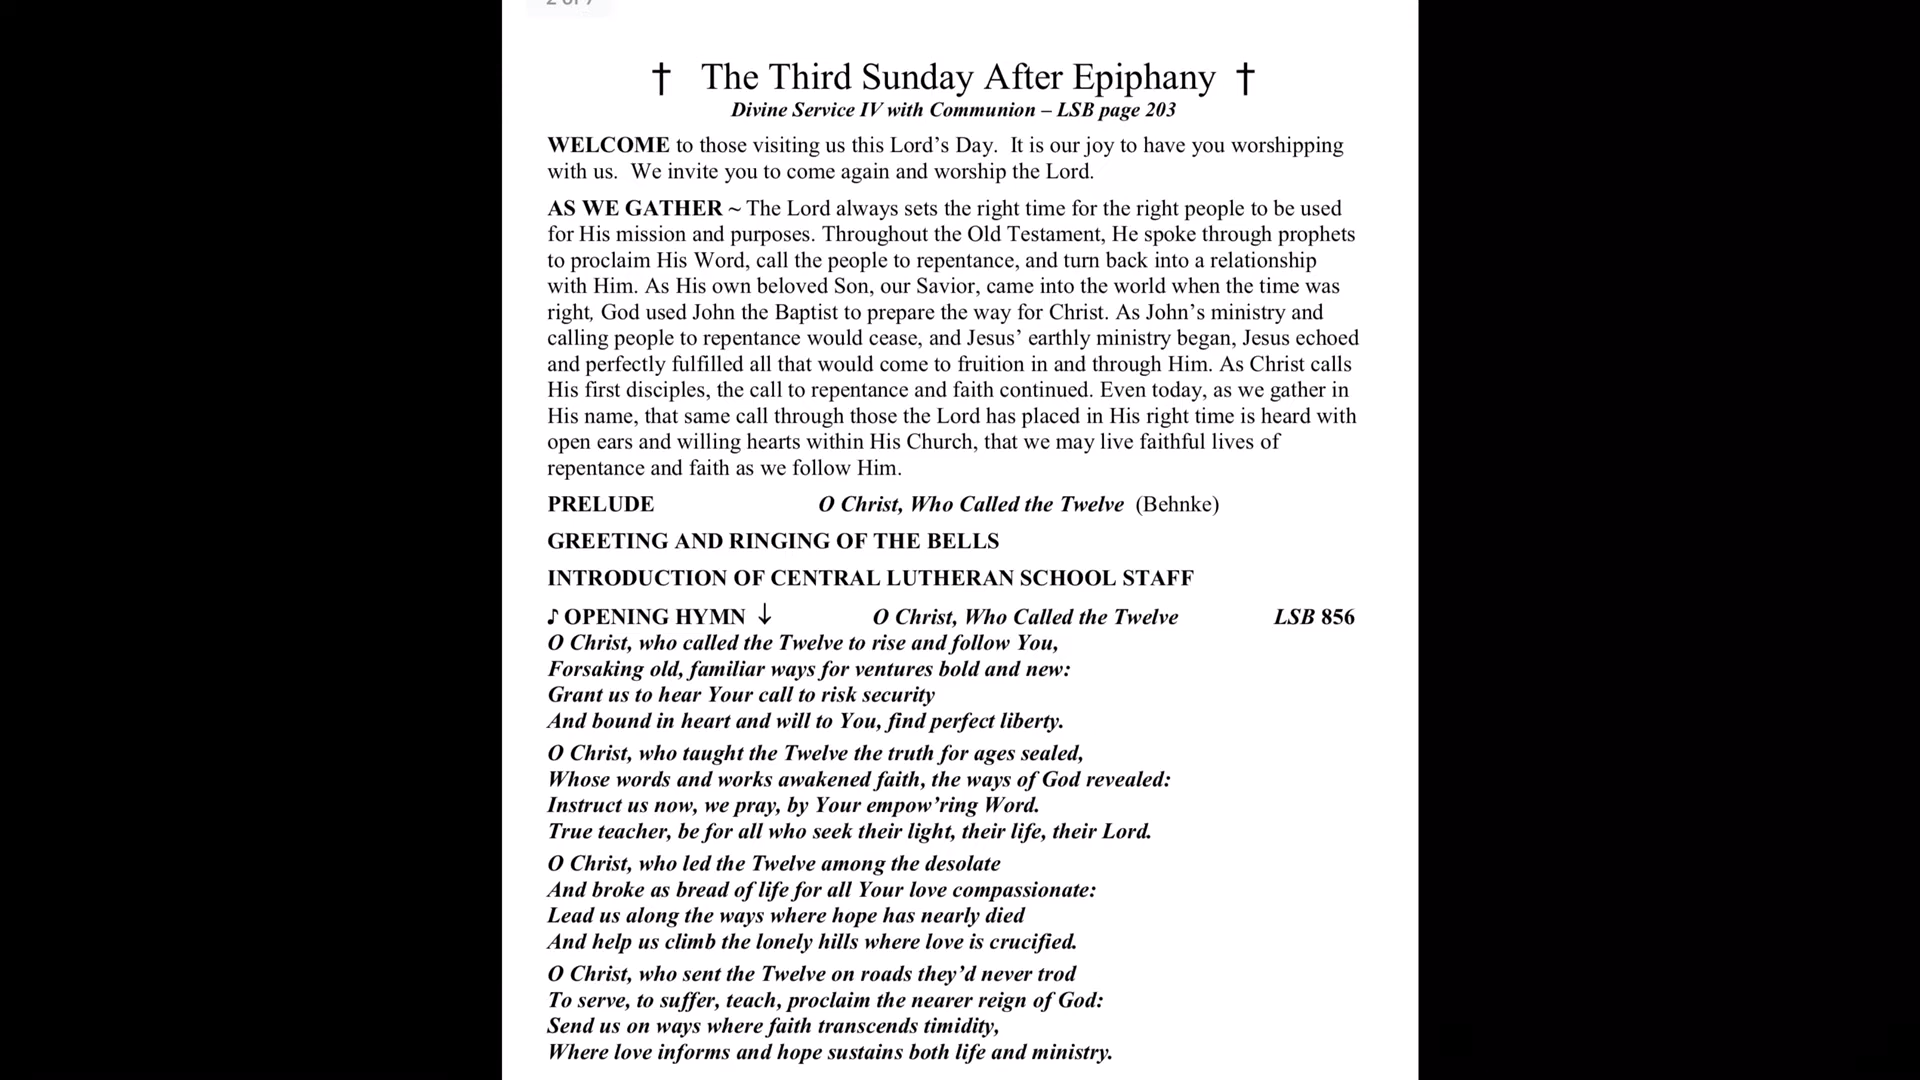 2 of 7
† The Third Sunday After Epiphany †
Divine Service IV with Communion – LSB page 203
WELCOME to those visiting us this Lord’s Day. It is our joy to have you worshipping
with us. We invite you to come again and worship the Lord.
AS WE GATHER ~ The Lord always sets the right time for the right people to be used
for His mission and purposes. Throughout the Old Testament, He spoke through prophets
to proclaim His Word, call the people to repentance, and turn back into a relationship
with Him. As His own beloved Son, our Savior, came into the world when the time was
right, God used John the Baptist to prepare the way for Christ. As John’s ministry and
calling people to repentance would cease, and Jesus’ earthly ministry began, Jesus echoed
and perfectly fulfilled all that would come to fruition in and through Him. As Christ calls
His first disciples, the call to repentance and faith continued. Even today, as we gather in
His name, that same call through those the Lord has placed in His right time is heard with
open ears and willing hearts within His Church, that we may live faithful lives of
repentance and faith as we follow Him.
PRELUDE O Christ, Who Called the Twelve (Behnke)
GREETING AND RINGING OF THE BELLS
INTRODUCTION OF CENTRAL LUTHERAN SCHOOL STAFF
♪ OPENING HYMN ↓ O Christ, Who Called the Twelve LSB 856
O Christ, who called the Twelve to rise and follow You,
Forsaking old, familiar ways for ventures bold and new:
Grant us to hear Your call to risk security
And bound in heart and will to You, find perfect liberty.
O Christ, who taught the Twelve the truth for ages sealed,
Whose words and works awakened faith, the ways of God revealed:
Instruct us now, we pray, by Your empow’ring Word.
True teacher, be for all who seek their light, their life, their Lord.
O Christ, who led the Twelve among the desolate
And broke as bread of life for all Your love compassionate:
Lead us along the ways where hope has nearly died
And help us climb the lonely hills where love is crucified.
O Christ, who sent the Twelve on roads they’d never trod
To serve, to suffer, teach, proclaim the nearer reign of God:
Send us on ways where faith transcends timidity,
Where love informs and hope sustains both life and ministry.